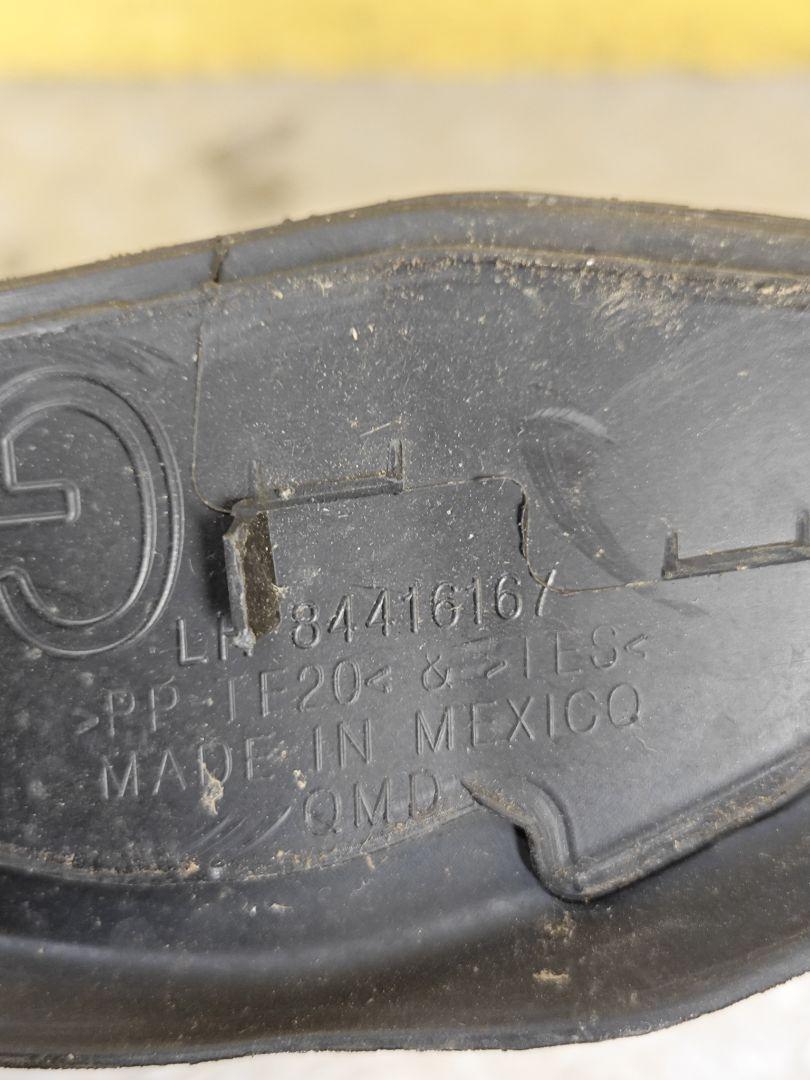 G
LH 84416167
>PP-TF20< & >TES<
MADE IN MEXICO
QMD